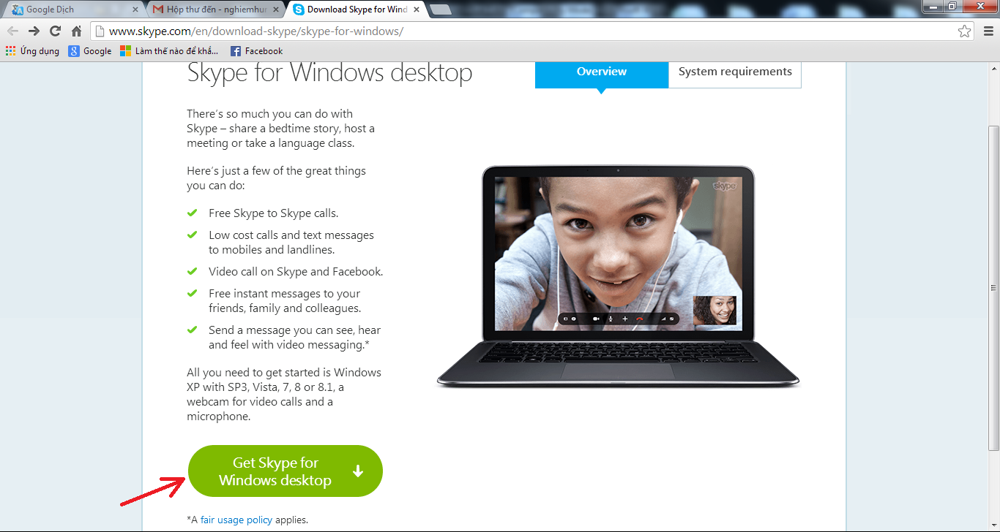 Google Dịch
Hộp thư đến - nghiemhun
Download Skype for Wind
www.skype.com/en/download-skype/skype-for-windows/
Ứng dụng
Google
Làm thế nào để khắ...
Facebook
Skype for Windows desktop
Overview
System requirements
There's so much you can do with
Skype – share a bedtime story, host a
meeting or take a language class.
Here's just a few of the great things
you can do:
Free Skype to Skype calls.
Low cost calls and text messages
to mobiles and landlines.
Video call on Skype and Facebook.
Free instant messages to your
friends, family and colleagues.
Send a message you can see, hear
and feel with video messaging.*
All you need to get started is Windows
XP with SP3, Vista, 7, 8 or 8.1, a
webcam for video calls and a
microphone.
skype
Get Skype for
Windows desktop
*A fair usage policy applies.